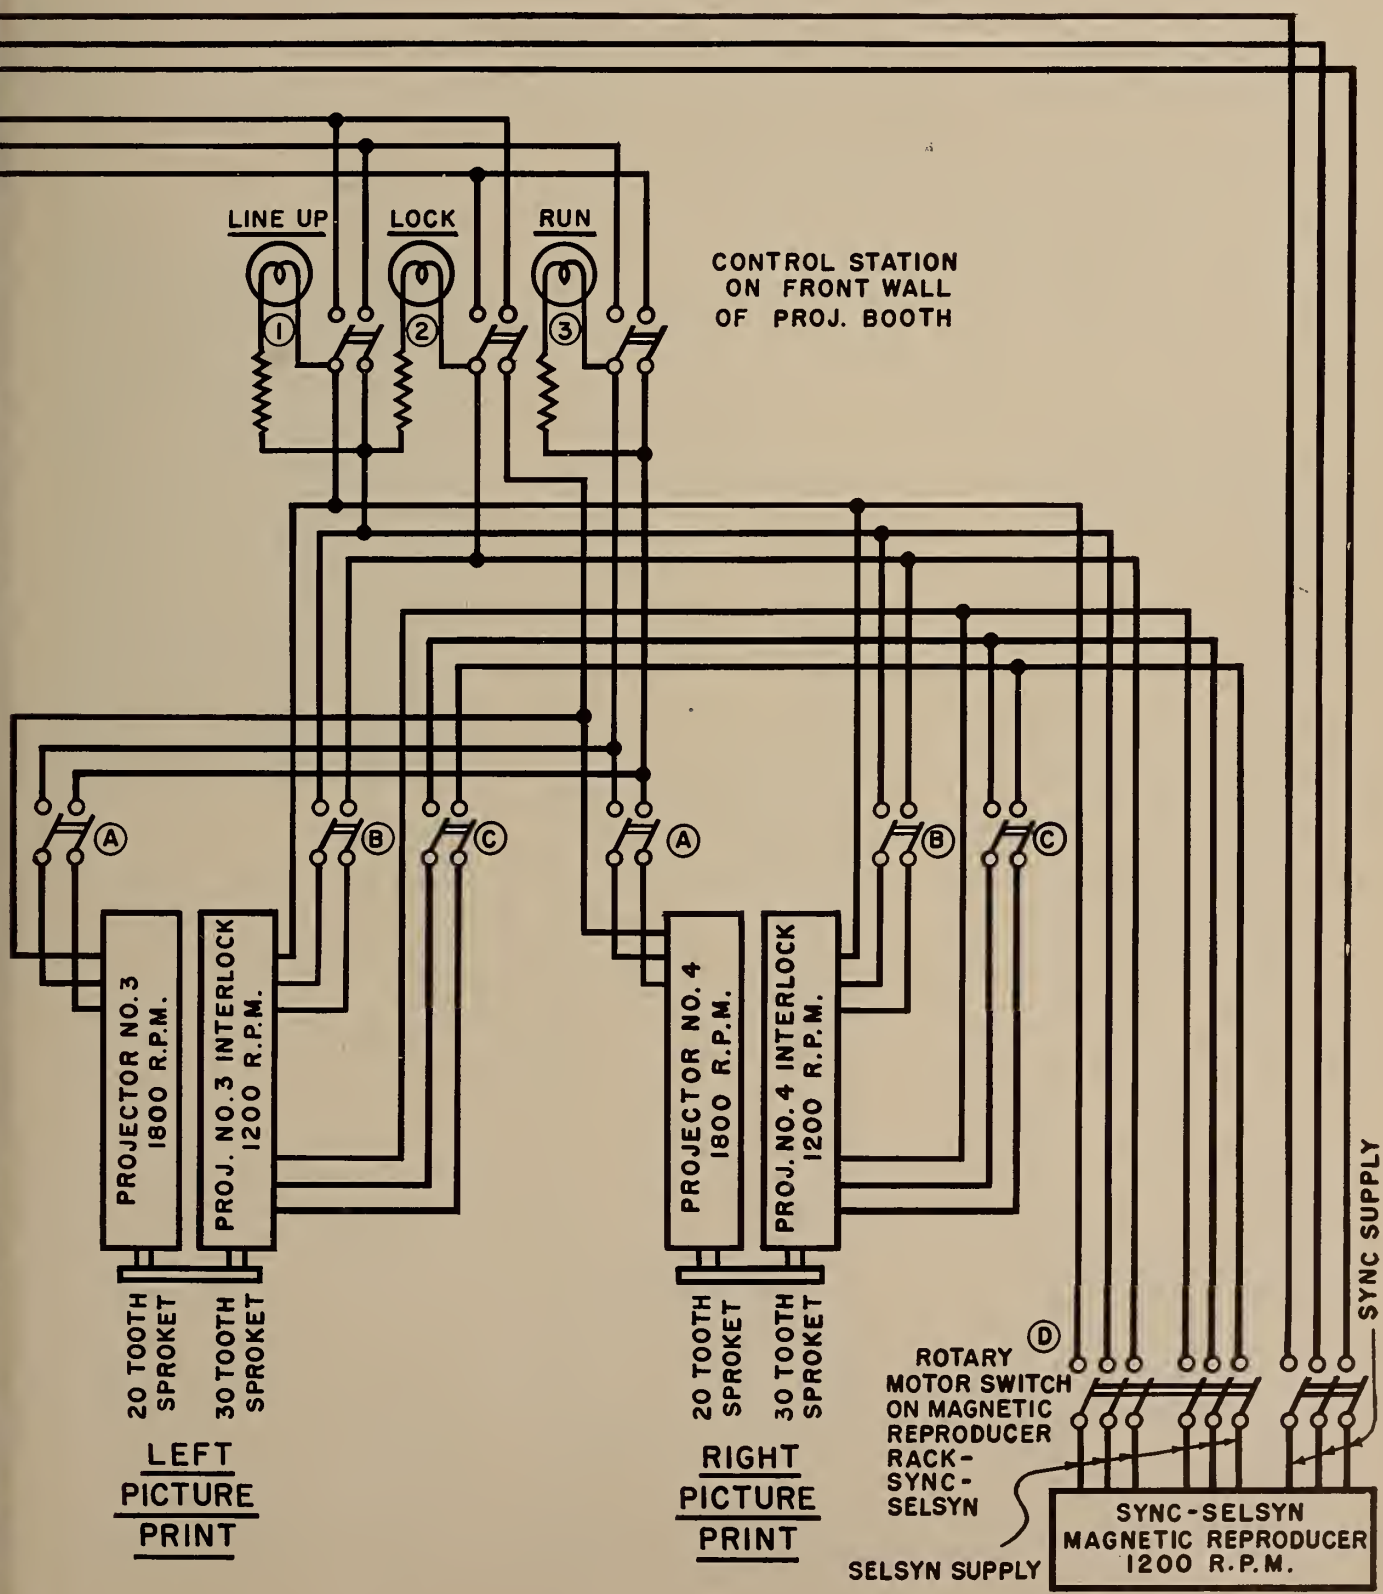 LINE UP
LOCK
RUN
CONTROL STATION
ON FRONT WALL
OF PROJ. BOOTH
1
2
3
A
B
C
A
B
C
PROJECTOR NO.3
1800 R.P.M.
PROJ. NO.3 INTERLOCK
1200 R.P.M.
PROJECTOR NO. 4
1800 R.P.M.
PROJ. NO. 4 INTERLOCK
1200 R.P.M.
20 TOOTH
SPROKET
30 TOOTH
SPROKET
20 TOOTH
SPROKET
30 TOOTH
SPROKET
LEFT
PICTURE
PRINT
RIGHT
PICTURE
PRINT
D
ROTARY
MOTOR SWITCH
ON MAGNETIC
REPRODUCER
RACK-
SYNC-
SELSYN
SYNC SUPPLY
SELSYN SUPPLY
SYNC-SELSYN
MAGNETIC REPRODUCER
1200 R.P.M.